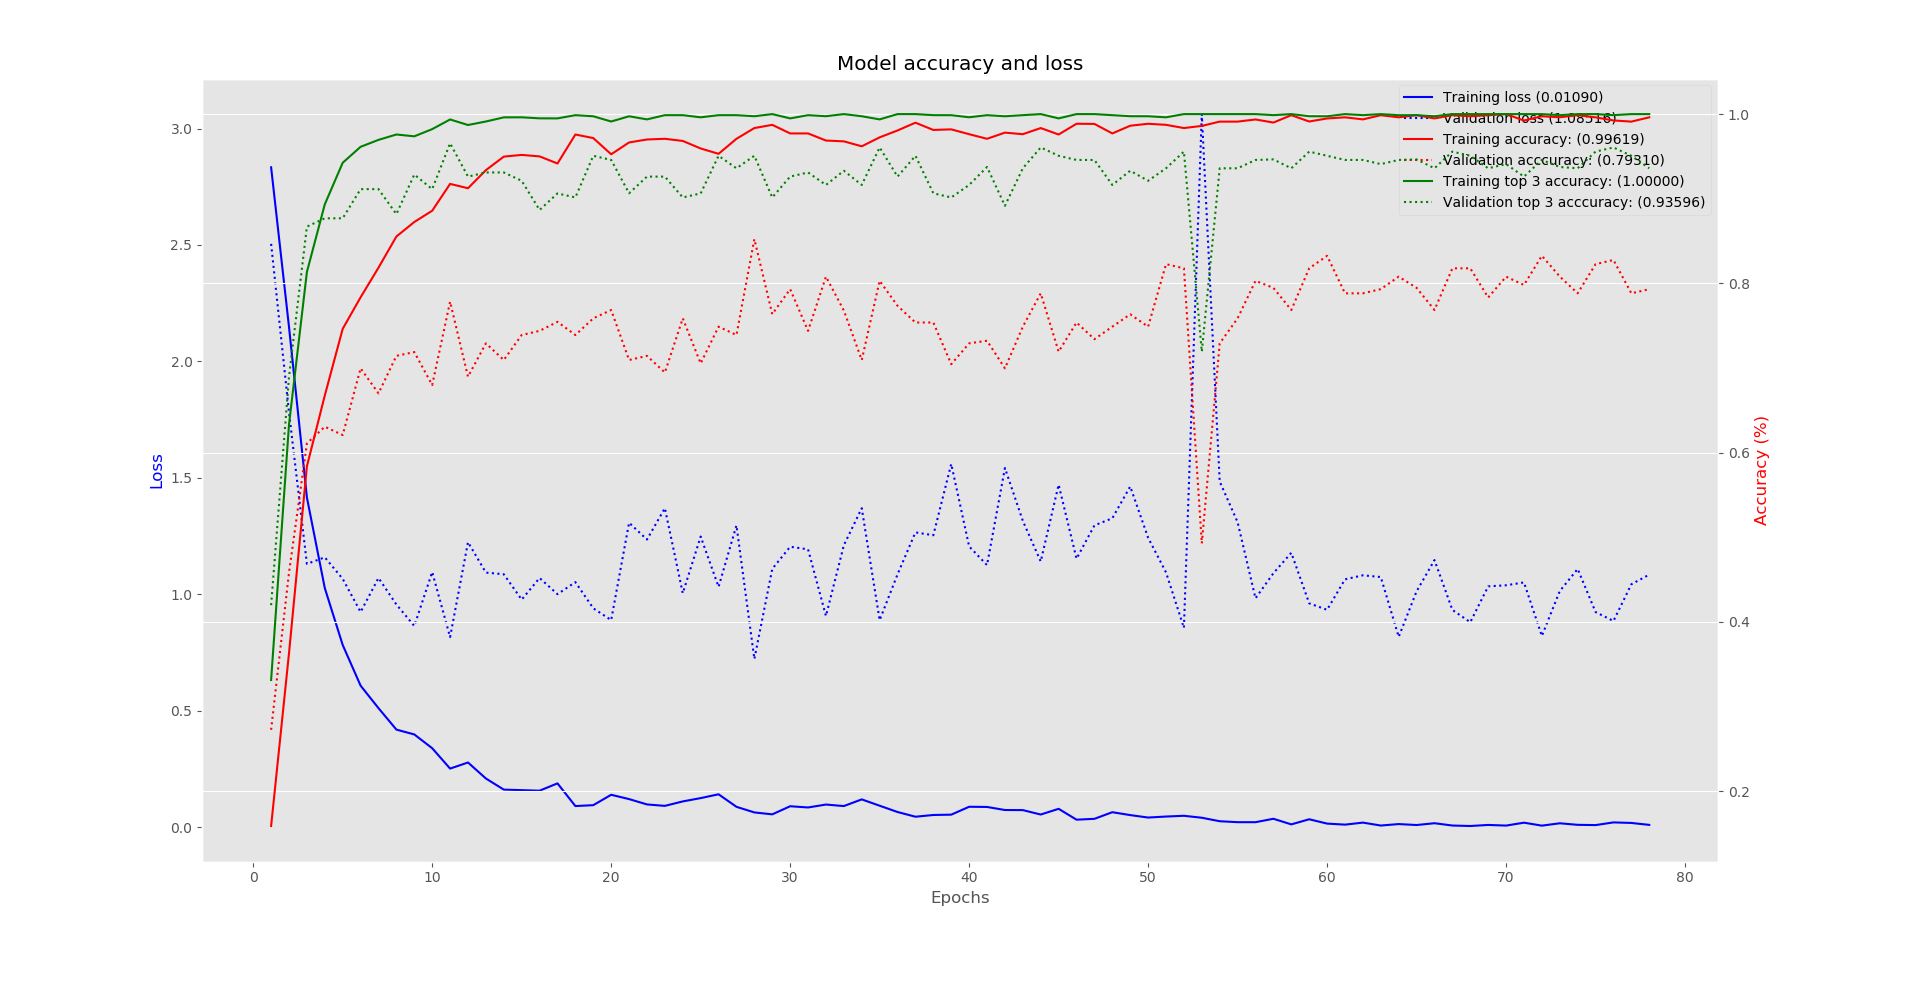 Model accuracy and loss
Training loss (0.01090)
Validation loss (1.08516)
Training accuracy: (0.99619)
Validation accuracy: (0.79310)
Training top 3 accuracy: (1.00000)
Validation top 3 acccuracy: (0.93596)
Loss
3.0
2.5
2.0
1.5
1.0
0.5
0.0
1.0
0.8
0.6
0.4
0.2
Accuracy (%)
0 10 20 30 40 50 60 70 80
Epochs